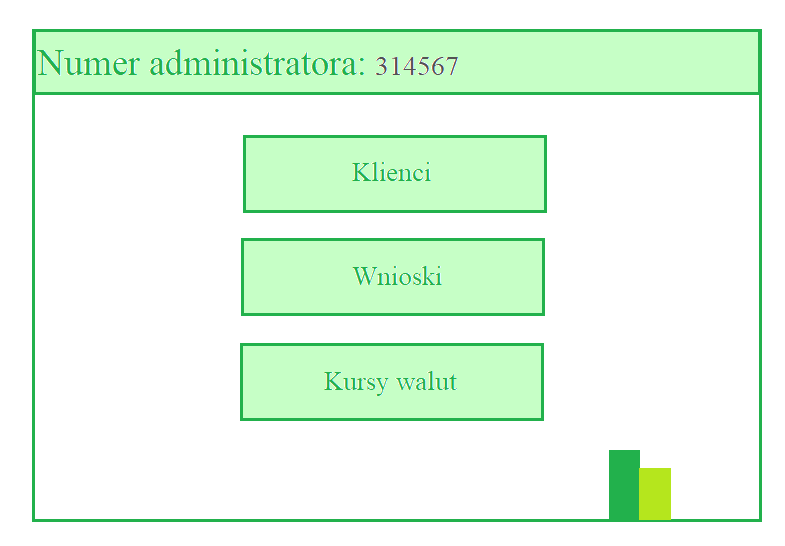 Numer administratora: 314567
Klienci
Wnioski
Kursy walut